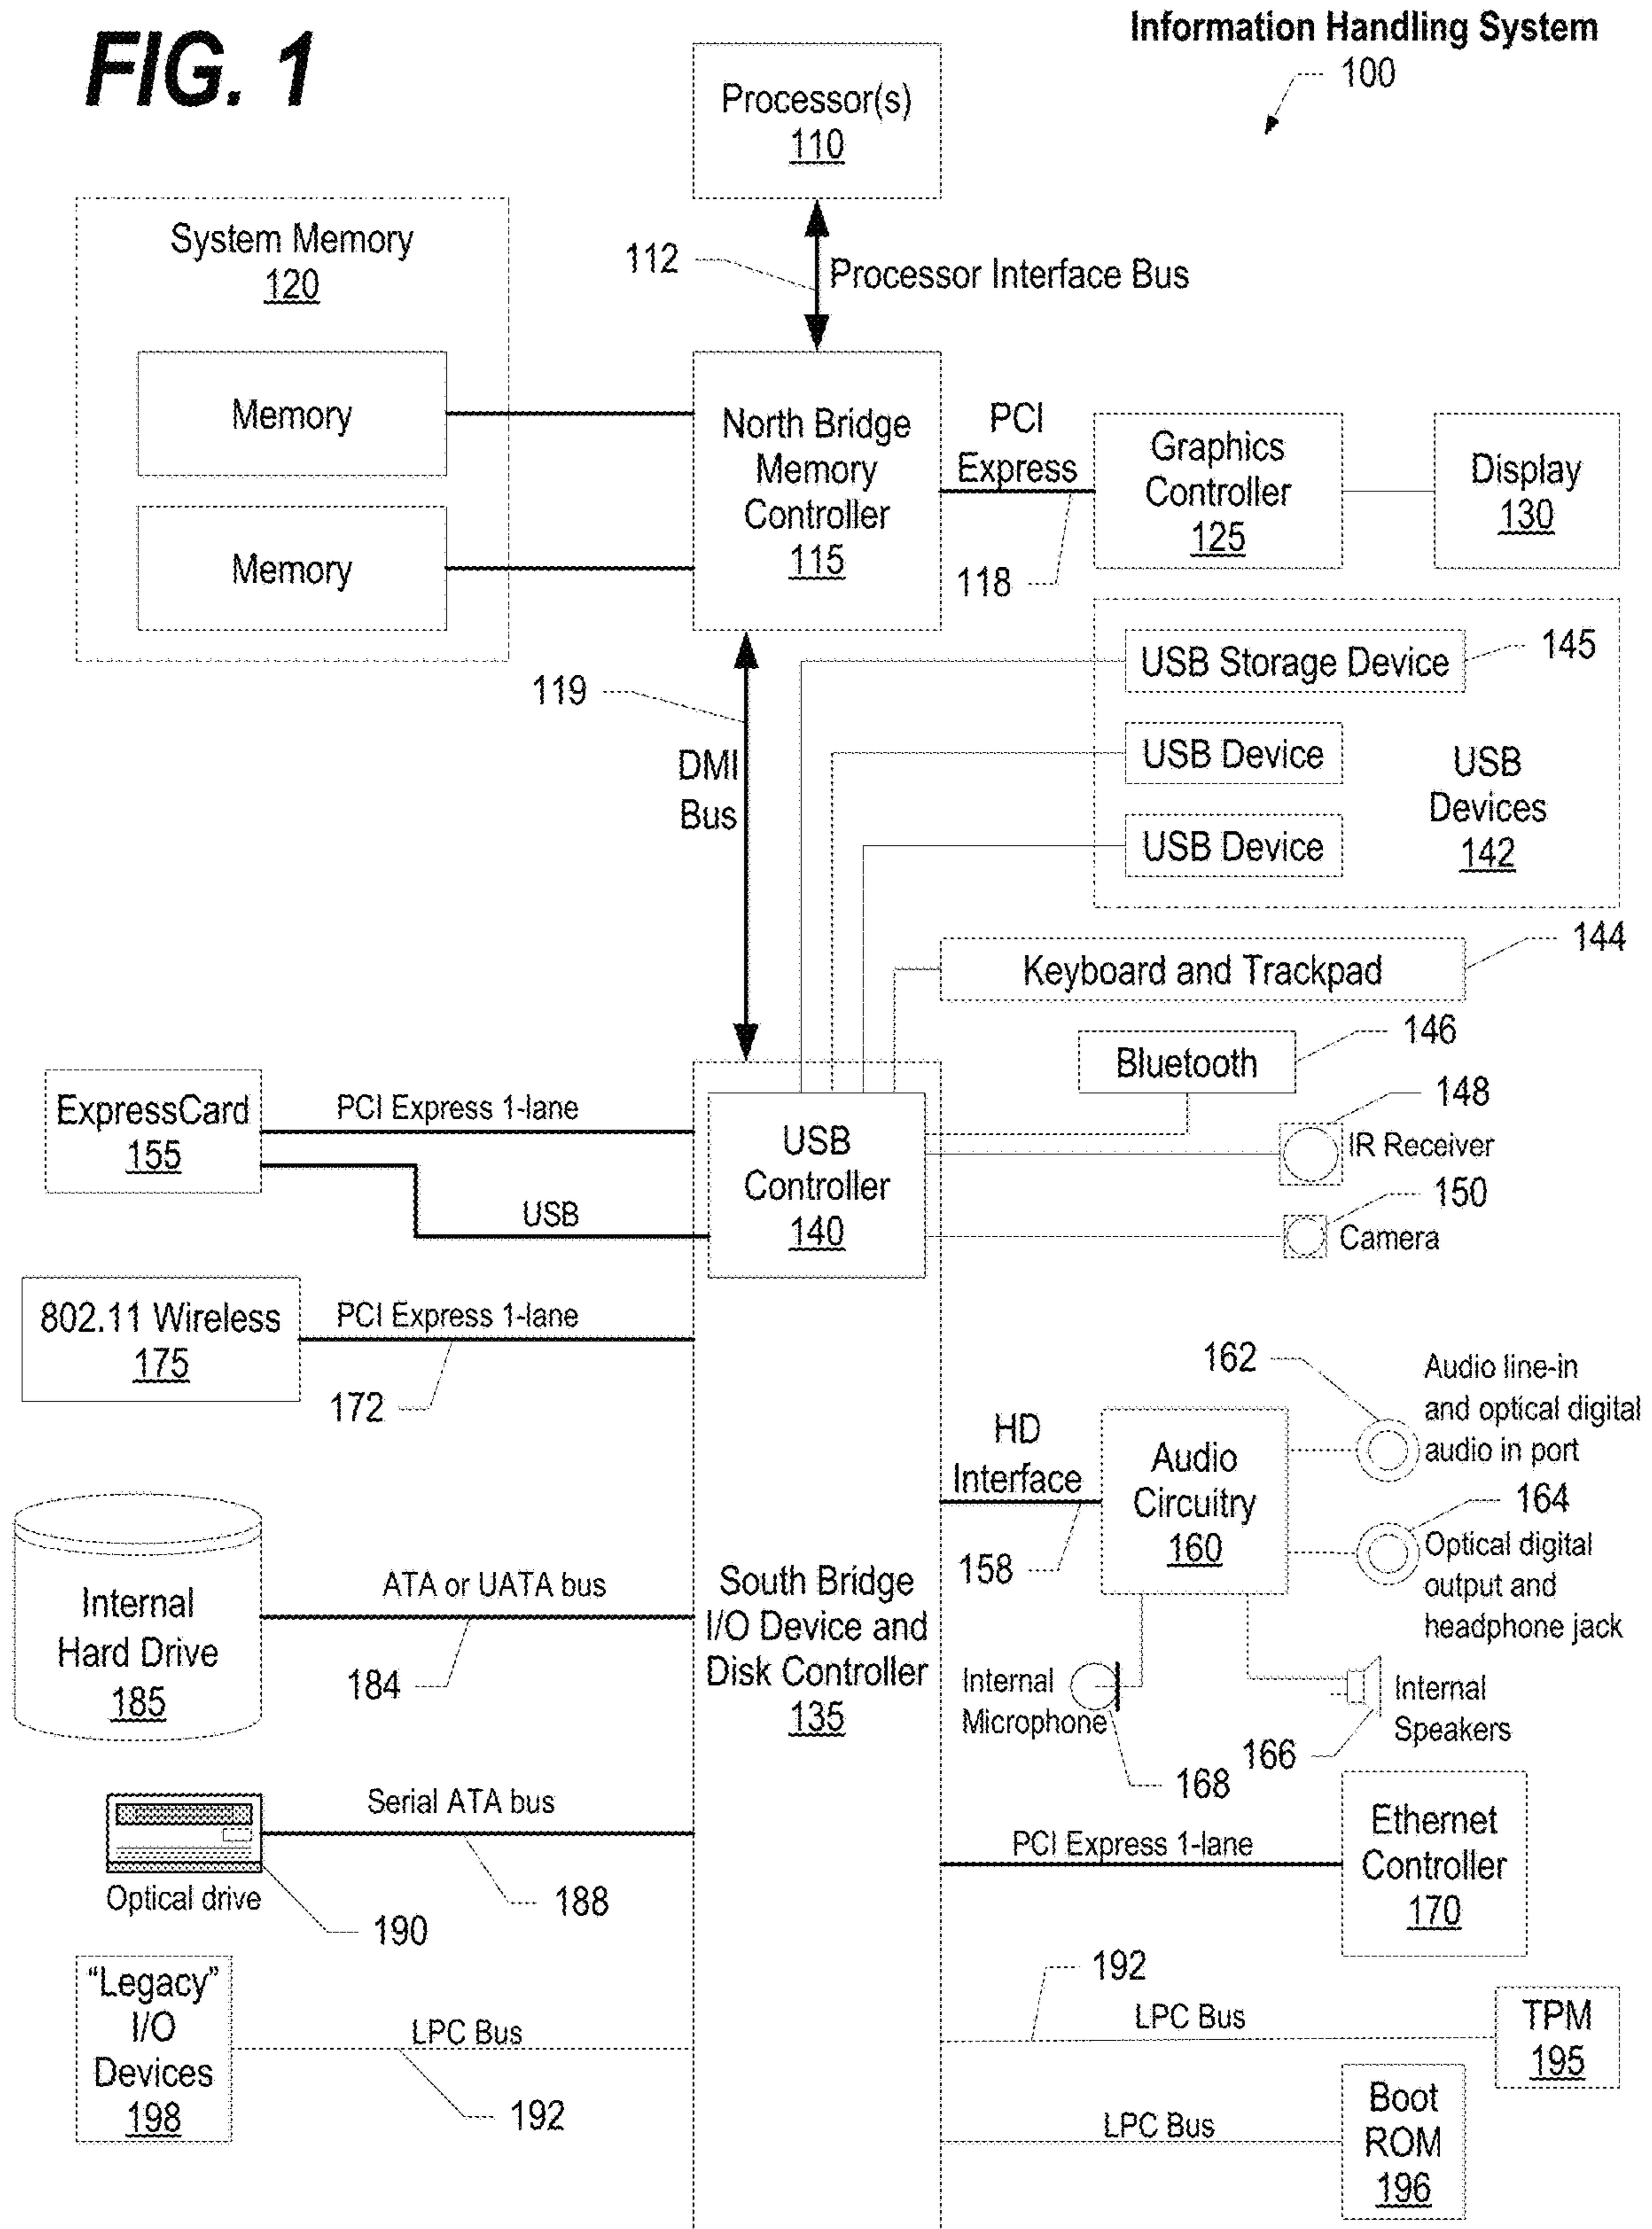 FIG. 1
Information Handling System
100
Processor(s)
110
System Memory
120
112
Processor Interface Bus
Memory
Memory
North Bridge
Memory
Controller
115
PCI
Express
118
Graphics
Controller
125
Display
130
119
DMI
Bus
USB Storage Device
145
USB Device
USB Device
USB
Devices
142
144
Keyboard and Trackpad
146
Bluetooth
148
IR Receiver
150
Camera
ExpressCard
155
PCI Express 1-lane
USB
USB
Controller
140
802.11 Wireless
175
PCI Express 1-lane
172
162
Audio line-in
and optical digital
audio in port
HD
Interface
158
Audio
Circuitry
160
164
Optical digital
output and
headphone jack
Internal
Hard Drive
185
ATA or UATA bus
184
South Bridge
I/O Device and
Disk Controller
135
Internal
Microphone
168
166
Internal
Speakers
Serial ATA bus
188
Optical drive
190
PCI Express 1-lane
Ethernet
Controller
170
"Legacy"
I/O
Devices
198
LPC Bus
192
192
LPC Bus
TPM
195
LPC Bus
Boot
ROM
196